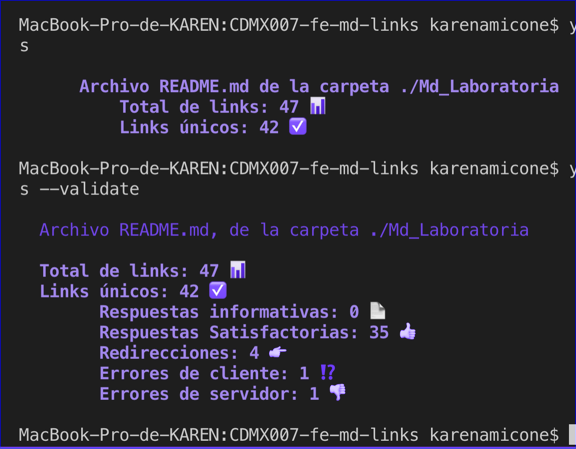 MacBook-Pro-de-KAREN:CDMX007-fe-md-links karenamicone$ y
s
Archivo README.md de la carpeta ./Md_Laboratoria
Total de links: 47 📊
Links únicos: 42 ✅
MacBook-Pro-de-KAREN:CDMX007-fe-md-links karenamicone$ y
s --validate
Archivo README.md, de la carpeta ./Md_Laboratoria
Total de links: 47 📊
Links únicos: 42 ✅
Respuestas informativas: 0 📄
Respuestas Satisfactorias: 35 👍
Redirecciones: 4 👉
Errores de cliente: 1 ⁉️
Errores de servidor: 1 👎
MacBook-Pro-de-KAREN:CDMX007-fe-md-links karenamicone$